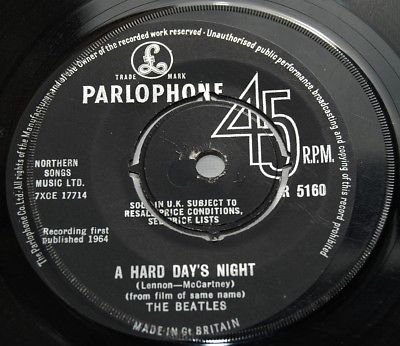 The Parlophone Co. Ltd. All rights of the Manufacturer and of the Owner of the recorded work reserved. Unauthorised public performance, broadcasting and copying of this record prohibited
TRADE MARK
£
PARLOPHONE
45
R.P.M.
NORTHERN
SONGS
MUSIC LTD.
7XCE 17714
R 5160
SOLD IN U.K. SUBJECT TO
RESALE PRICE CONDITIONS,
SEE PRICE LISTS
Recording first
published 1964
A HARD DAY'S NIGHT
(Lennon—McCartney)
(from film of same name)
THE BEATLES
MADE IN Gt. BRITAIN